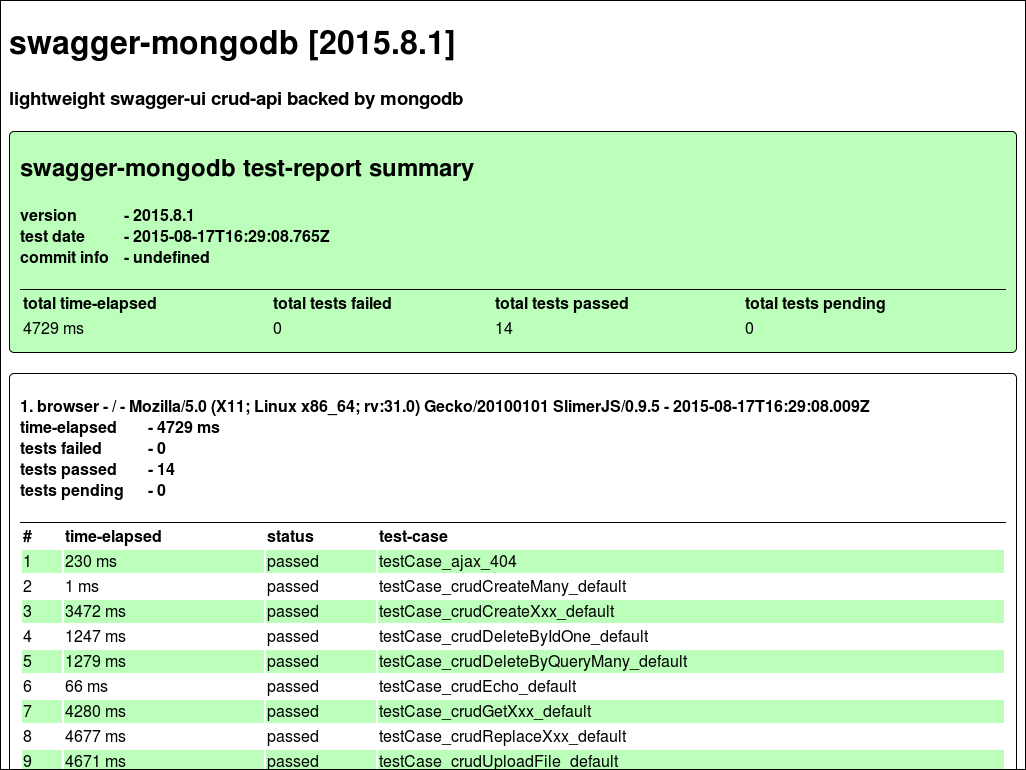 swagger-mongodb [2015.8.1]
lightweight swagger-ui crud-api backed by mongodb
swagger-mongodb test-report summary
version - 2015.8.1
test date - 2015-08-17T16:29:08.765Z
commit info - undefined
total time-elapsed total tests failed total tests passed total tests pending
4729 ms 0 14 0
1. browser - / - Mozilla/5.0 (X11; Linux x86_64; rv:31.0) Gecko/20100101 SlimerJS/0.9.5 - 2015-08-17T16:29:08.009Z
time-elapsed - 4729 ms
tests failed - 0
tests passed - 14
tests pending - 0
# time-elapsed status test-case
1 230 ms passed testCase_ajax_404
2 1 ms passed testCase_crudCreateMany_default
3 3472 ms passed testCase_crudCreateXxx_default
4 1247 ms passed testCase_crudDeleteByIdOne_default
5 1279 ms passed testCase_crudDeleteByQueryMany_default
6 66 ms passed testCase_crudEcho_default
7 4280 ms passed testCase_crudGetXxx_default
8 4677 ms passed testCase_crudReplaceXxx_default
9 4671 ms passed testCase_crudUploadFile_default